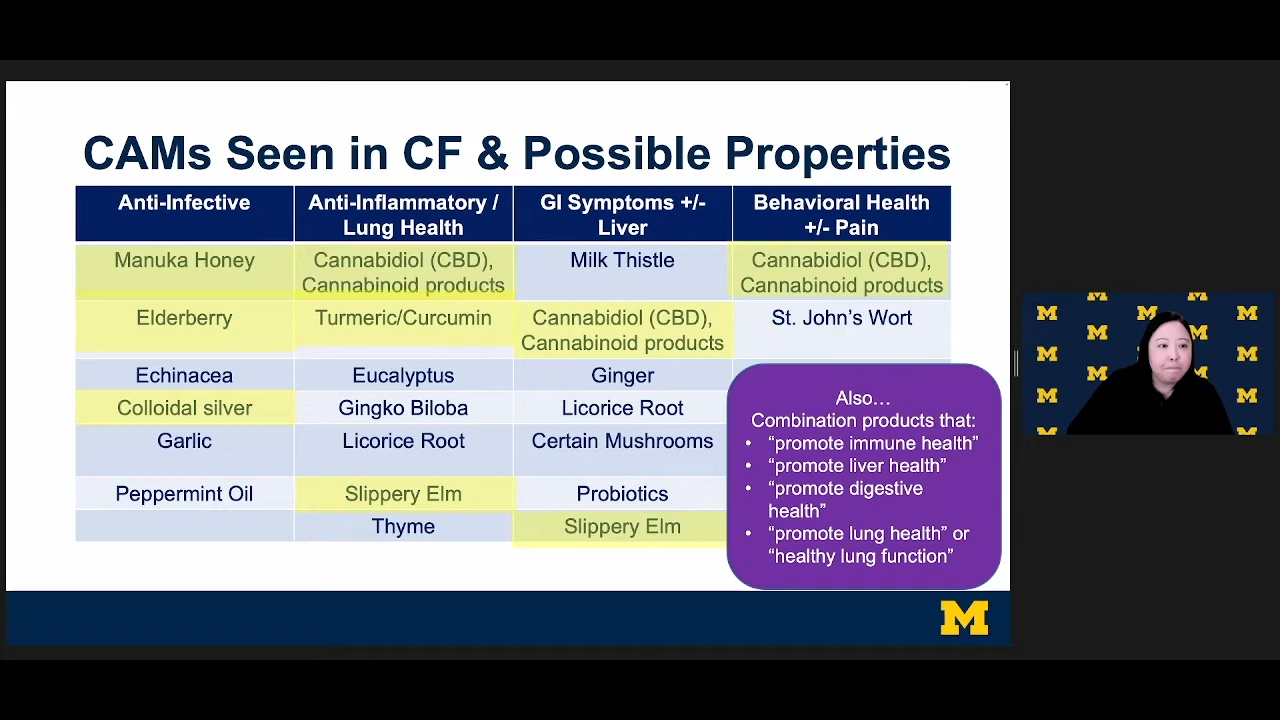 CAMs Seen in CF & Possible Properties
Anti-Infective
Anti-Inflammatory /
Lung Health
GI Symptoms +/-
Liver
Behavioral Health
+/- Pain
Manuka Honey
Cannabidiol (CBD),
Cannabinoid products
Milk Thistle
Cannabidiol (CBD),
Cannabinoid products
Elderberry
Turmeric/Curcumin
Cannabidiol (CBD),
Cannabinoid products
St. John’s Wort
Echinacea
Eucalyptus
Ginger
Colloidal silver
Gingko Biloba
Licorice Root
Garlic
Licorice Root
Certain Mushrooms
Peppermint Oil
Slippery Elm
Probiotics
Thyme
Slippery Elm
Also…
Combination products that:
• “promote immune health”
• “promote liver health”
• “promote digestive
health”
• “promote lung health” or
“healthy lung function”
M